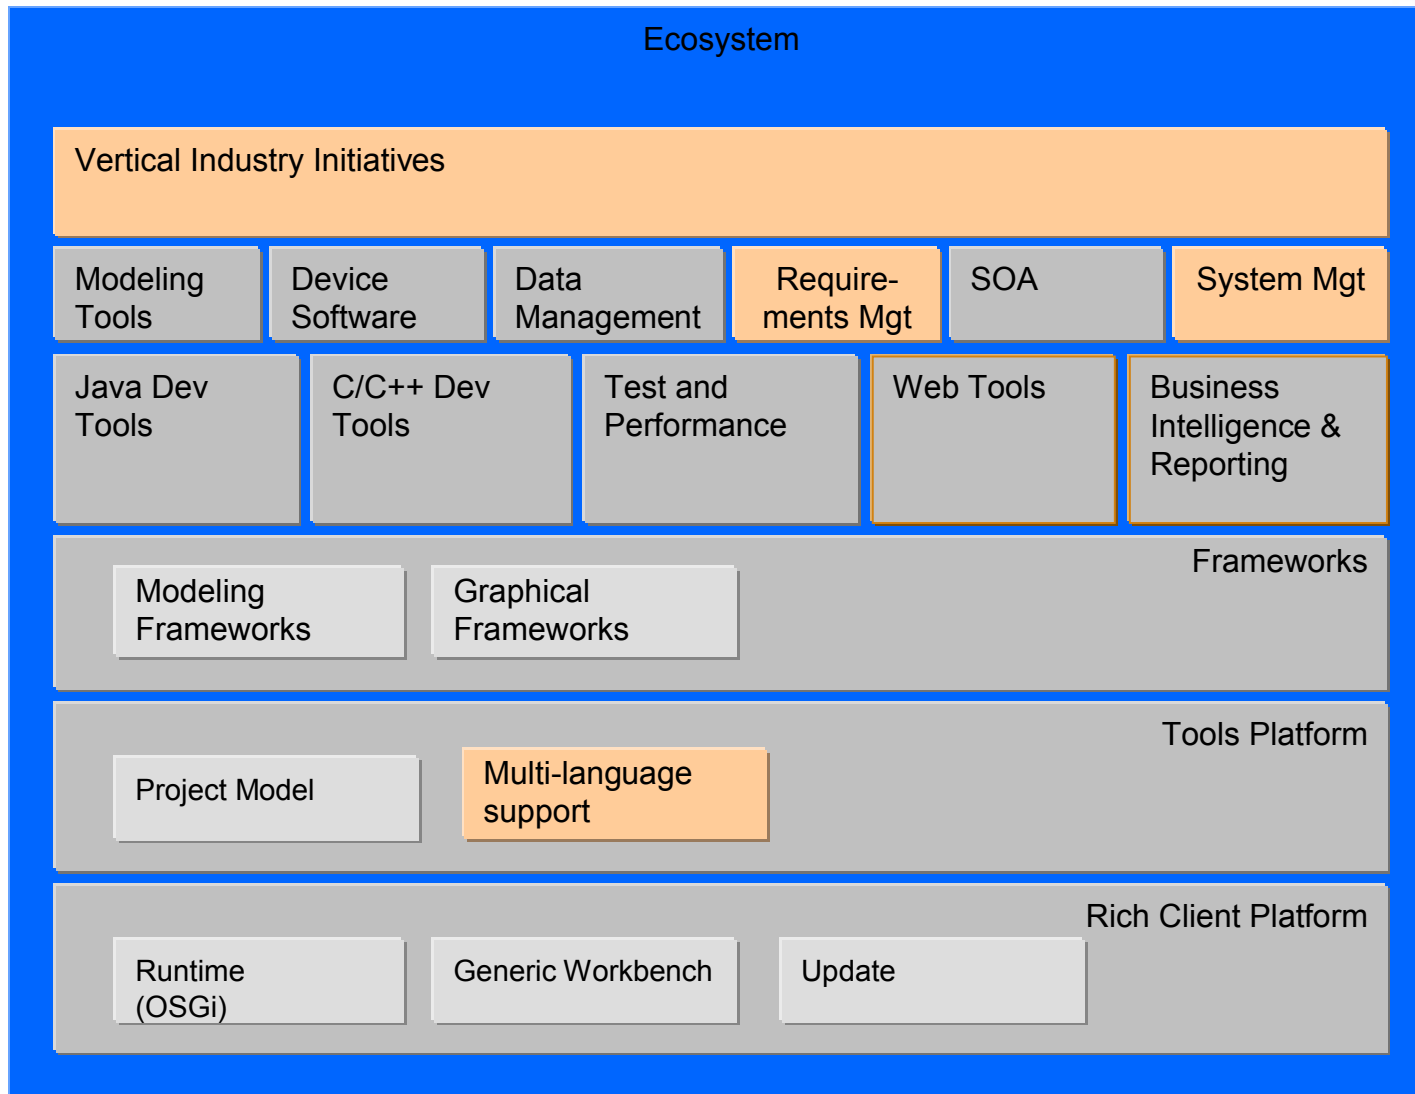 Ecosystem
Vertical Industry Initiatives
Modeling
Tools
Device
Software
Data
Management
Require-
ments Mgt
SOA
System Mgt
Java Dev
Tools
C/C++ Dev
Tools
Test and
Performance
Web Tools
Business
Intelligence &
Reporting
Frameworks
Modeling
Frameworks
Graphical
Frameworks
Tools Platform
Project Model
Multi-language
support
Rich Client Platform
Runtime
(OSGi)
Generic Workbench
Update